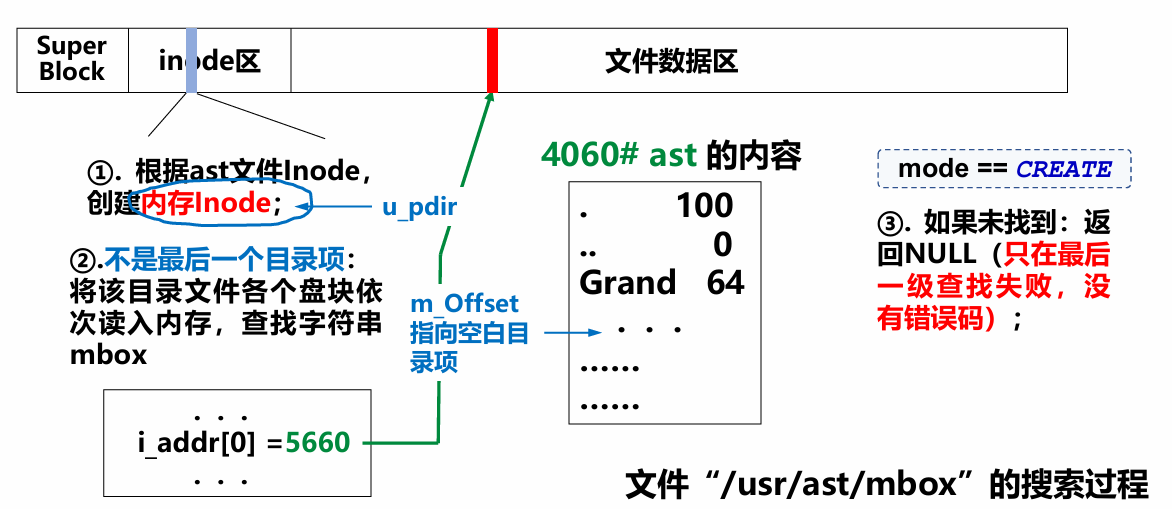 Super
Block
inode区
文件数据区
①. 根据ast文件Inode，
创建内存Inode；
u_pdir
②.不是最后一个目录项：
将该目录文件各个盘块依
次读入内存，查找字符串
mbox
. . .
i_addr[0] =5660
. . .
m_Offset
指向空白目
录项
4060# ast 的内容
. 100
.. 0
Grand 64
. . .
……
……
mode == CREATE
③. 如果未找到：返
回NULL（只在最后
一级查找失败，没
有错误码）；
文件“/usr/ast/mbox”的搜索过程